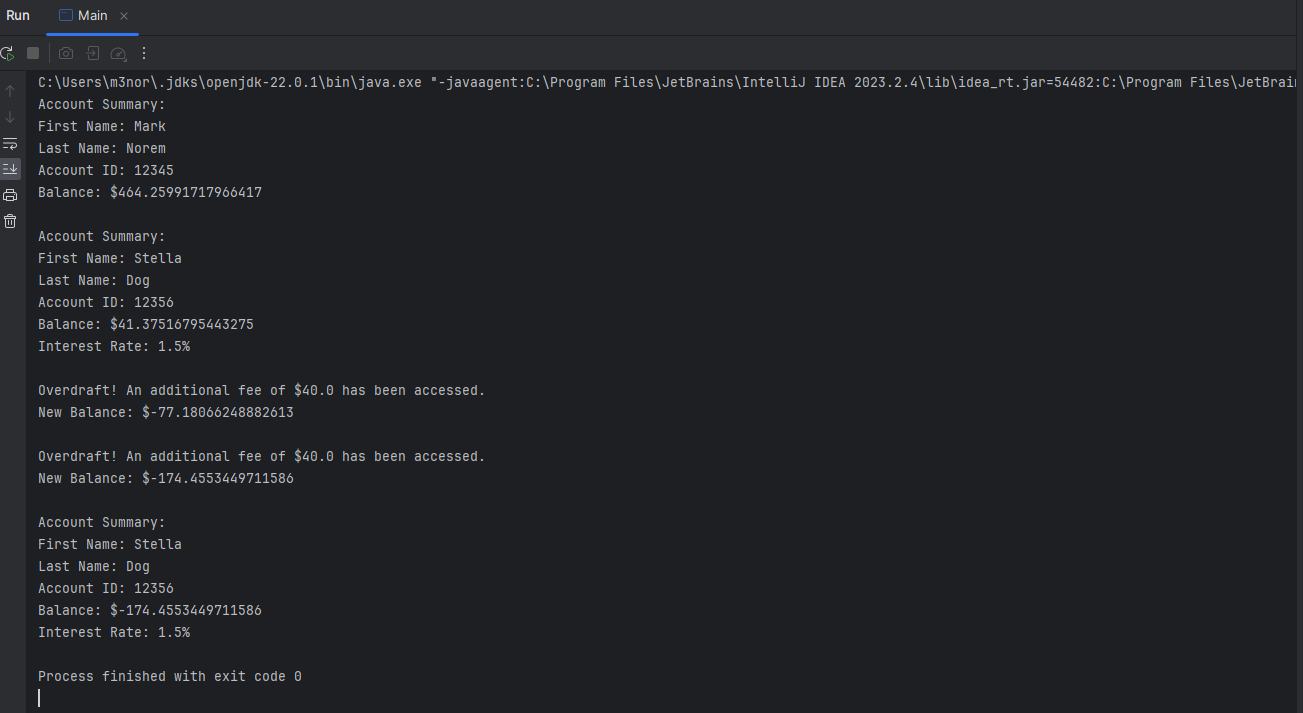 Run
Main
C:\Users\m3nor\.jdks\openjdk-22.0.1\bin\java.exe "-javaagent:C:\Program Files\JetBrains\IntelliJ IDEA 2023.2.4\lib\idea_rt.jar=54482:C:\Program Files\JetBrain
Account Summary:
First Name: Mark
Last Name: Norem
Account ID: 12345
Balance: $464.25991717966417
Account Summary:
First Name: Stella
Last Name: Dog
Account ID: 12356
Balance: $41.37516795443275
Interest Rate: 1.5%
Overdraft! An additional fee of $40.0 has been accessed.
New Balance: $-77.18066248882613
Overdraft! An additional fee of $40.0 has been accessed.
New Balance: $-174.4553449711586
Account Summary:
First Name: Stella
Last Name: Dog
Account ID: 12356
Balance: $-174.4553449711586
Interest Rate: 1.5%
Process finished with exit code 0